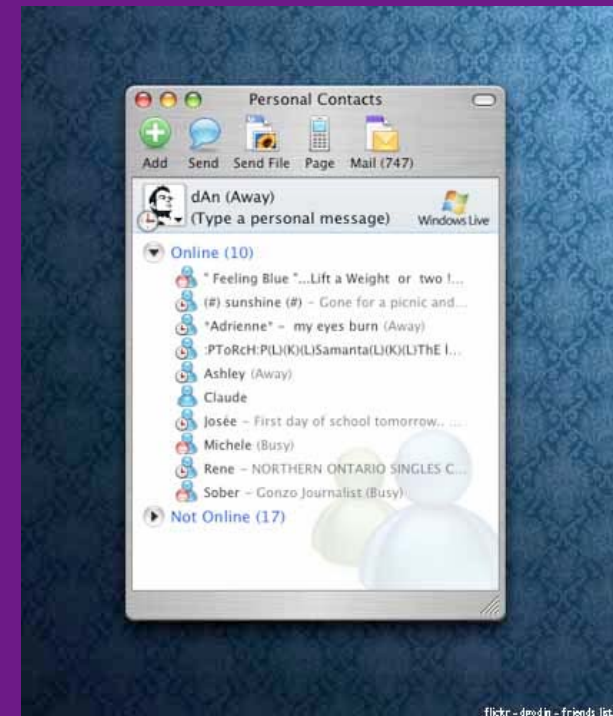 Personal Contacts
Add Send Send File Page Mail (747)
dAn (Away)
(Type a personal message)
Windows Live
Online (10)
" Feeling Blue "...Lift a Weight or two !...
(#) sunshine (#) – Gone for a picnic and...
*Adrienne* – my eyes burn (Away)
:PToRcH:P(L)(K)(L)Samanta(L)(K)(L)ThE l...
Ashley (Away)
Claude
Josée – First day of school tomorrow.. ...
Michele (Busy)
Rene – NORTHERN ONTARIO SINGLES C...
Sober – Gonzo Journalist (Busy)
Not Online (17)
flickr - dgodin - friends list